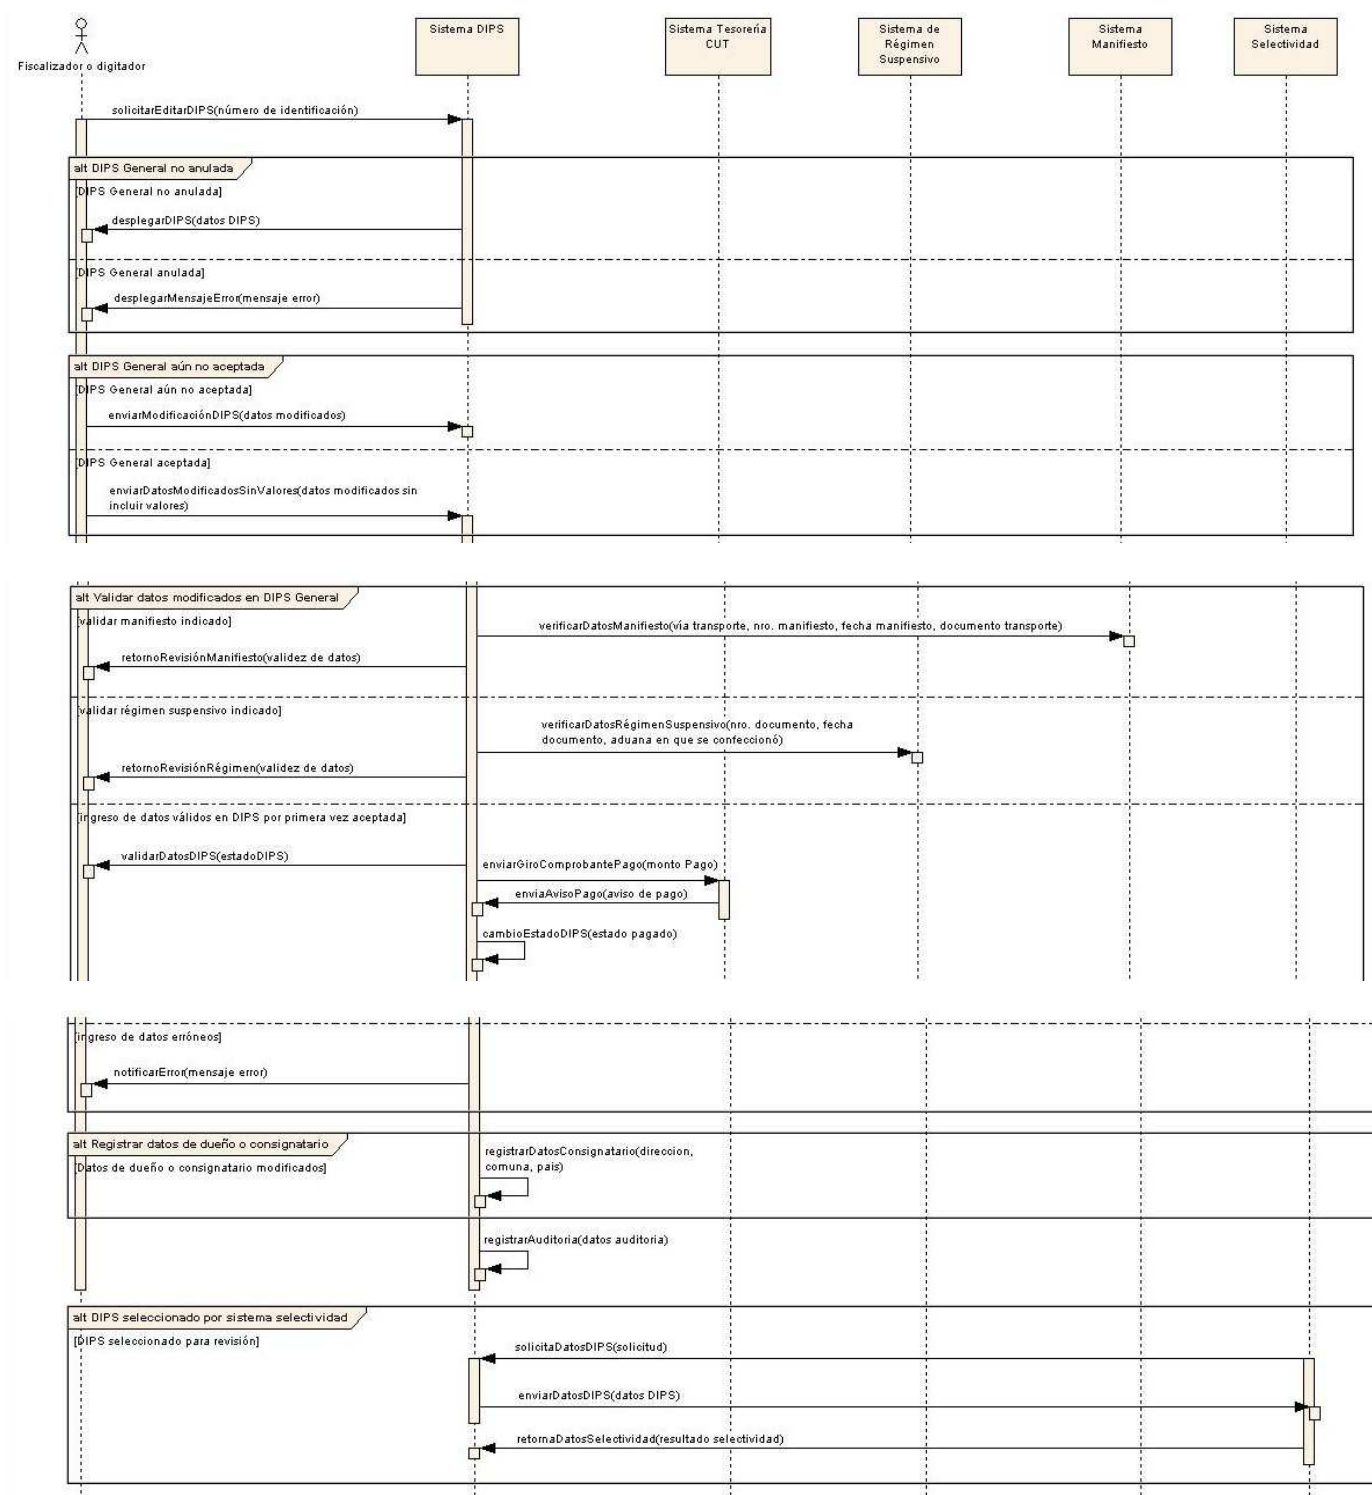 Fiscalizador o digitador
Sistema DIPS
Sistema Tesorería
CUT
Sistema de
Régimen
Suspensivo
Sistema
Manifiesto
Sistema
Selectividad
solicitarEditarDIPS(número de identificación)
alt DIPS General no anulada
[DIPS General no anulada]
desplegarDIPS(datos DIPS)
[DIPS General anulada]
desplegarMensajeError(mensaje error)
alt DIPS General aún no aceptada
[DIPS General aún no aceptada]
enviarModificaciónDIPS(datos modificados)
[DIPS General aceptada]
enviarDatosModificadosSinValores(datos modificados sin
incluir valores)
alt Validar datos modificados en DIPS General
[validar manifiesto indicado]
verificarDatosManifiesto(vía transporte, nro. manifiesto, fecha manifiesto, documento transporte)
retornoRevisiónManifiesto(validez de datos)
[validar régimen suspensivo indicado]
verificarDatosRégimenSuspensivo(nro. documento, fecha
documento, aduana en que se confeccionó)
retornoRevisiónRégimen(validez de datos)
[ingreso de datos válidos en DIPS por primera vez aceptada]
validarDatosDIPS(estadoDIPS)
enviarGiroComprobantePago(monto Pago)
enviaAvisoPago(aviso de pago)
cambioEstadoDIPS(estado pagado)
[ingreso de datos erróneos]
notificarError(mensaje error)
alt Registrar datos de dueño o consignatario
[Datos de dueño o consignatario modificados]
registrarDatosConsignatario(direccion,
comuna, pais)
registrarAuditoria(datos auditoria)
alt DIPS seleccionado por sistema selectividad
[DIPS seleccionado para revisión]
solicitaDatosDIPS(solicitud)
enviarDatosDIPS(datos DIPS)
retornaDatosSelectividad(resultado selectividad)